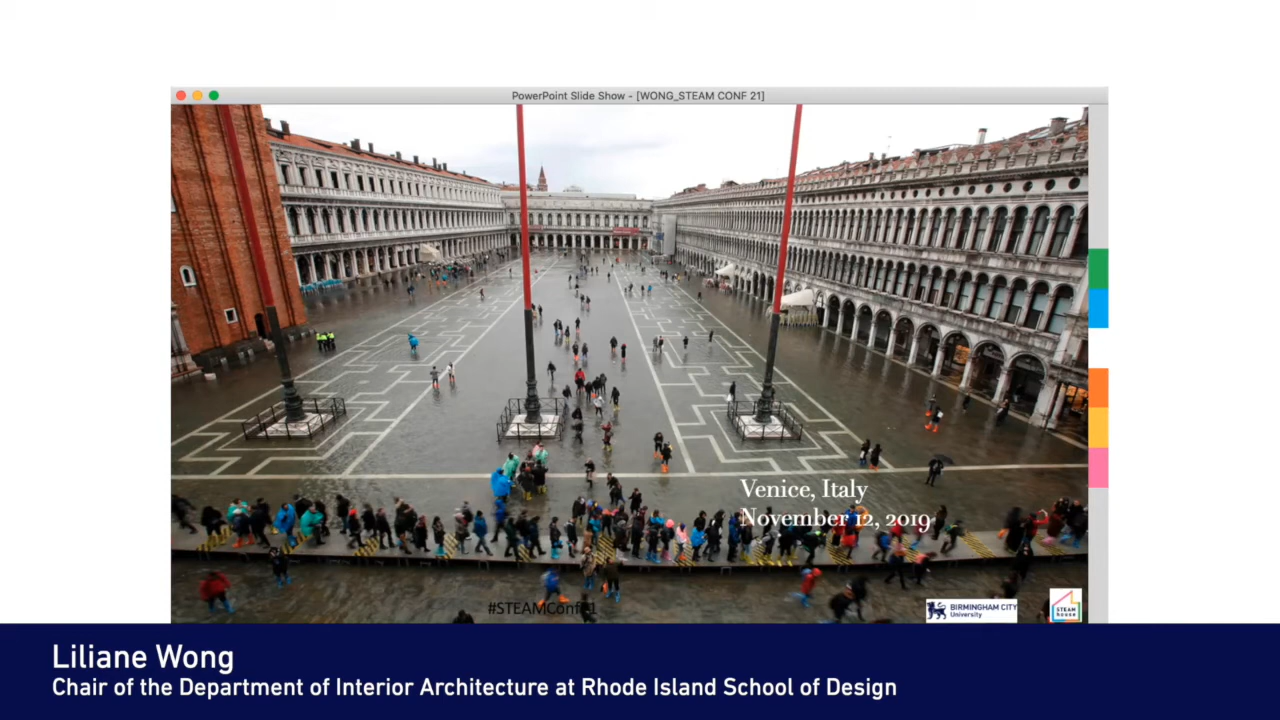 PowerPoint Slide Show - [WONG_STEAM CONF 21]
Venice, Italy
November 12, 2019
#STEAMConf21
BIRMINGHAM CITY
University
STEAM
house
Liliane Wong
Chair of the Department of Interior Architecture at Rhode Island School of Design